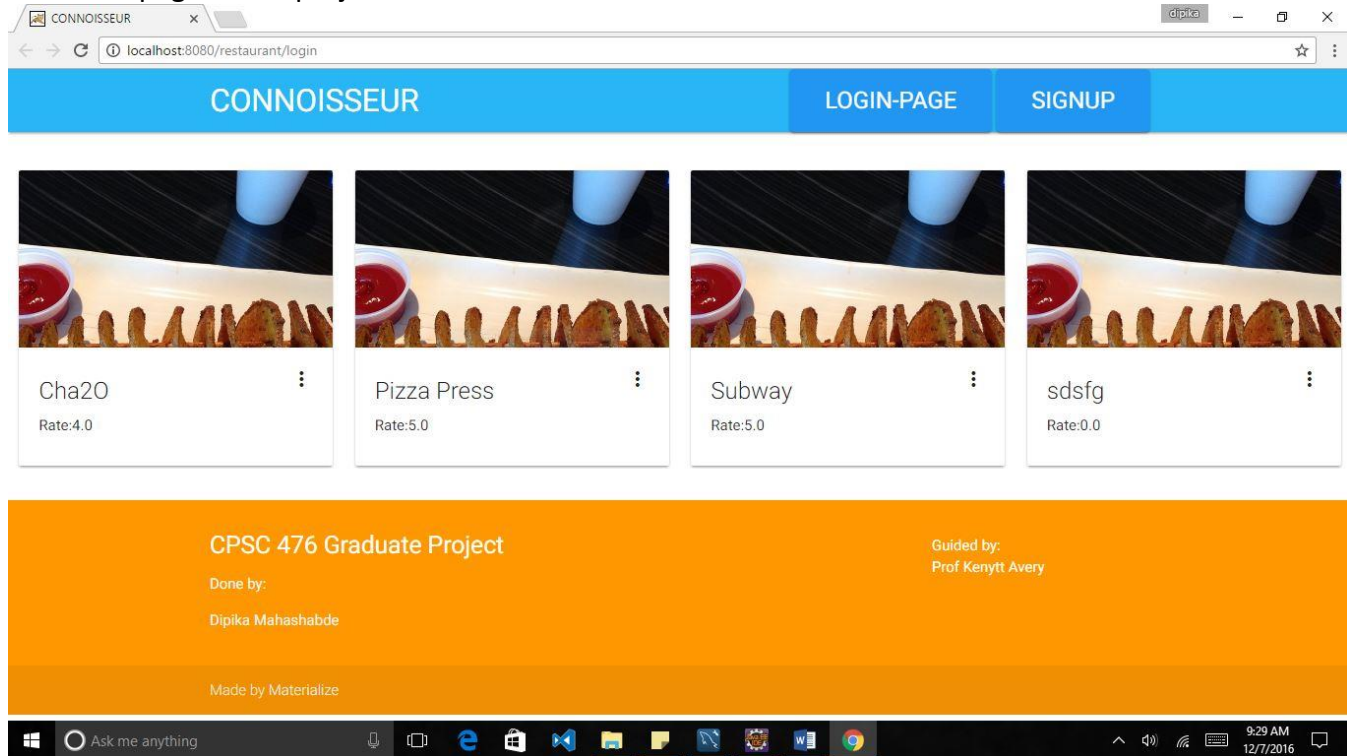 CONNOISSEUR
dipika
localhost:8080/restaurant/login
CONNOISSEUR LOGIN-PAGE SIGNUP
Cha2O Pizza Press Subway sdsfg
Rate:4.0 Rate:5.0 Rate:5.0 Rate:0.0
CPSC 476 Graduate Project
Guided by:
Prof Kenytt Avery
Done by:
Dipika Mahashabde
Made by Materialize
Ask me anything
9:29 AM
12/7/2016